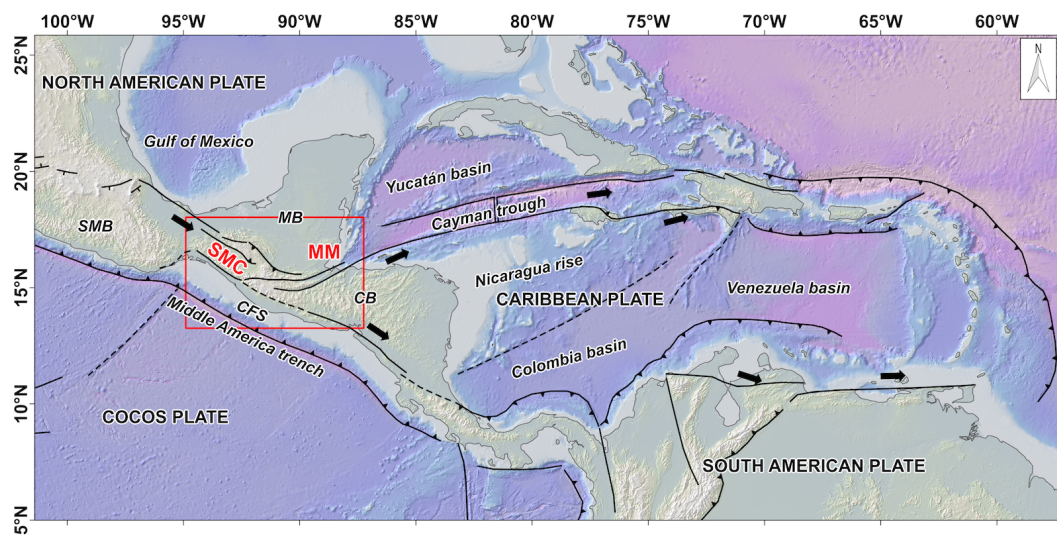 100°W 95°W 90°W 85°W 80°W 75°W 70°W 65°W 60°W
25°N
20°N
15°N
10°N
5°N
N
NORTH AMERICAN PLATE
Gulf of Mexico
Yucatán basin
Cayman trough
SMB
MB
SMC
MM
Nicaragua rise
CARIBBEAN PLATE
Venezuela basin
CFS
CB
Middle America trench
Colombia basin
COCOS PLATE
SOUTH AMERICAN PLATE